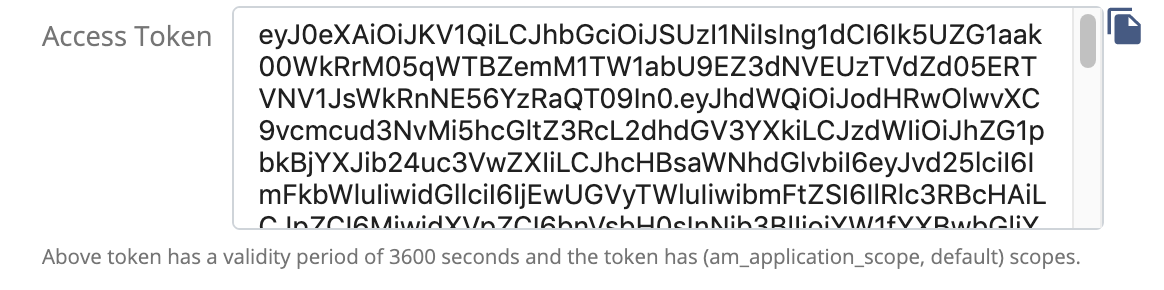 Access Token
eyJ0eXAiOiJKV1QiLCJhbGciOiJSUzI1NiIsIng1dCI6Ik5UZG1aak
00WkRrM05qWTBZemM1TW1abU9EZ3dNVEUzTVdZd05ERT
VNV1JsWkRnNE56YzRaQT09In0.eyJhdWQiOiJodHRwOlwvXC
9vcmcud3NvMi5hcGltZ3RcL2dhdGV3YXkiLCJzdWIiOiJhZG1p
bkBjYXJib24uc3VwZXIiLCJhcHBsaWNhdGlvbiI6eyJvd25lciI6I
mFkbWluIiwidGllciI6IjEwUGVyTWluIiwibmFtZSI6IlRlc3RBcHAiL
CJpZCI6MiwidXVpZCI6bnVsbH0sInNjb3BlIjoiYW1fYXBwbGljY
Above token has a validity period of 3600 seconds and the token has (am_application_scope, default) scopes.